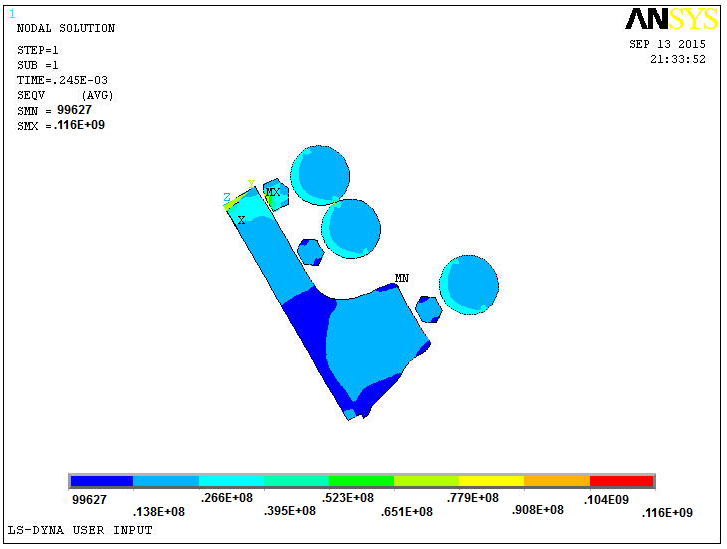 1
ANSYS
NODAL SOLUTION
SEP 13 2015
21:33:52
STEP=1
SUB =1
TIME=.245E-03
SEQV (AVG)
SMN = 99627
SMX =.116E+09
Y
Z
MX
X
MN
99627
.138E+08
.266E+08
.395E+08
.523E+08
.651E+08
.779E+08
.908E+08
.104E09
.116E+09
LS-DYNA USER INPUT